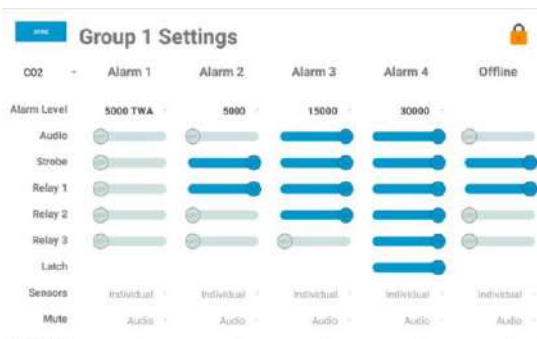 Group 1 Settings
CO2 Alarm 1 Alarm 2 Alarm 3 Alarm 4 Offline
Alarm Level 5000 TWA 5000 15000 30000
Audio
Strobe
Relay 1
Relay 2
Relay 3
Latch
Sensors Individual Individual Individual Individual Individual
Mute Audio Audio Audio Audio Audio